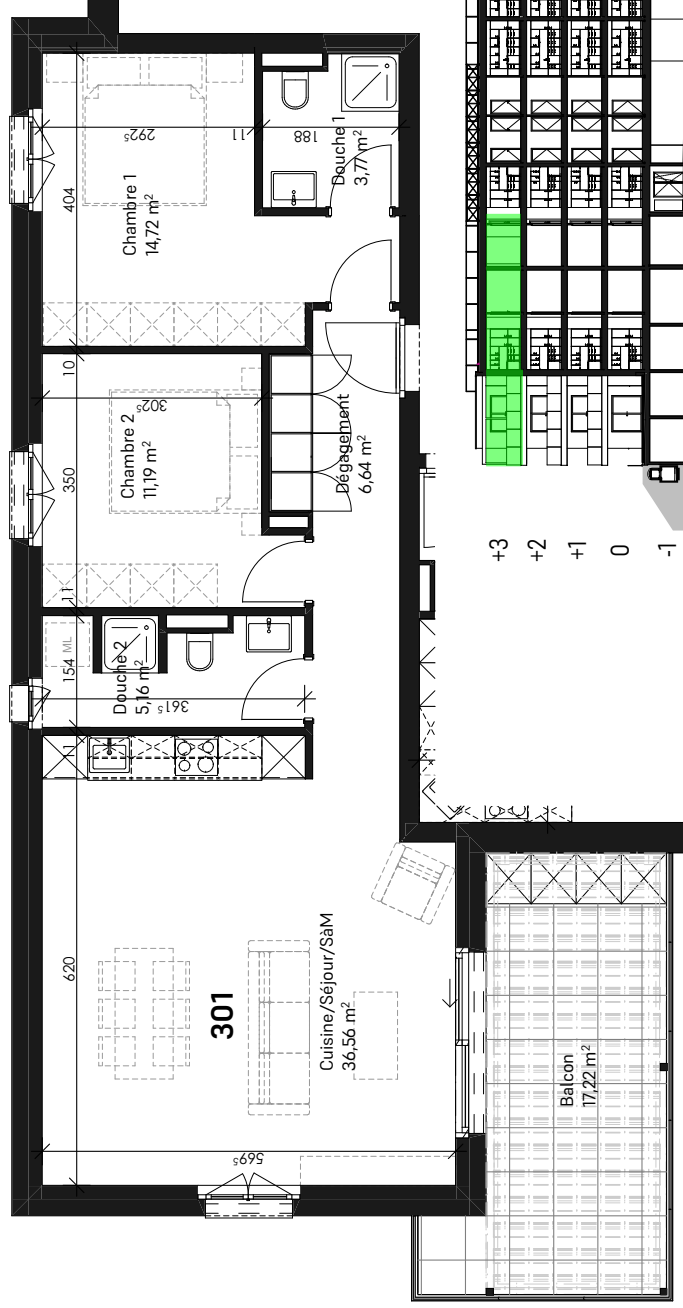 292⁵
11
188
Douche 1
3,77 m²
404
Chambre 1
14,72 m²
10
302⁵
Chambre 2
11,19 m²
350
Dégagement
6,64 m²
11
ML
154
Douche 2
5,16 m²
361⁵
11
620
301
Cuisine/Séjour/SàM
36,56 m²
569⁵
Balcon
17,22 m²
+3
+2
+1
0
-1